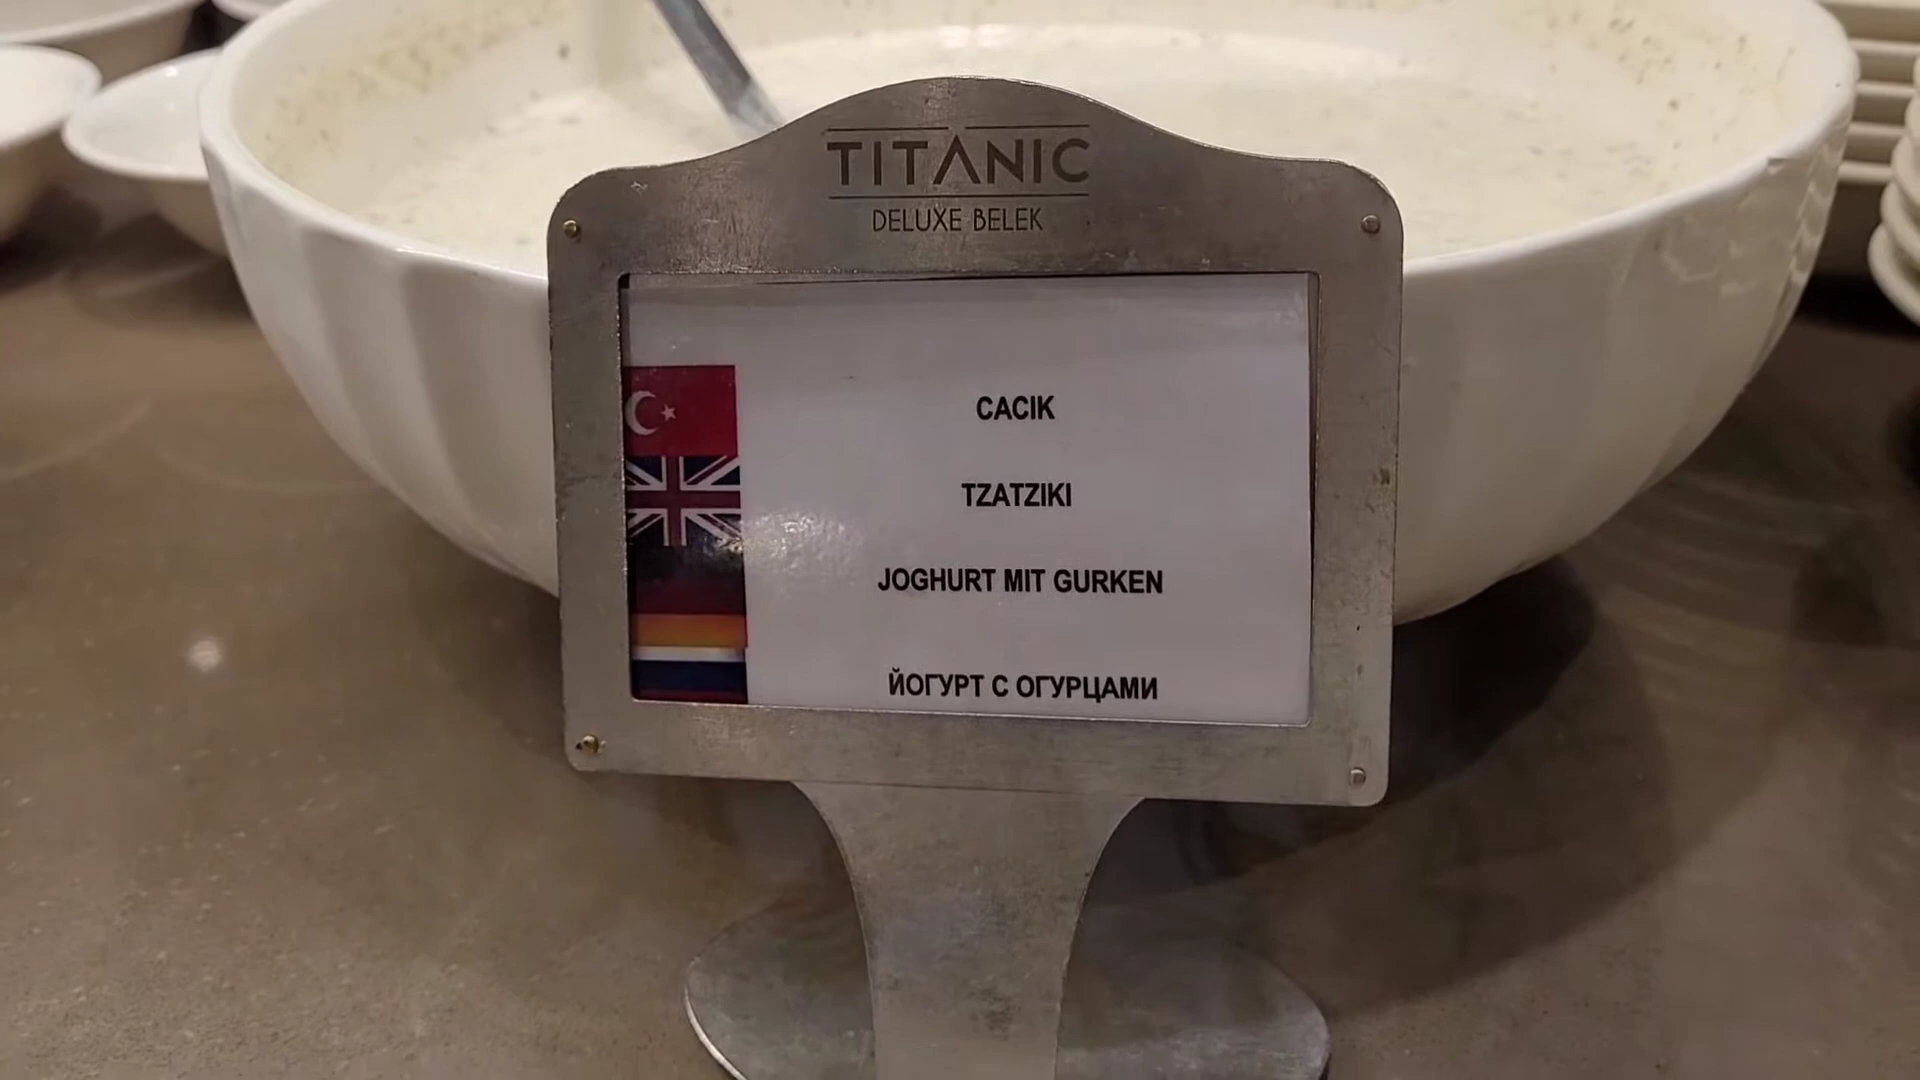 TITANIC
DELUXE BELEK
CACIK
TZATZIKI
JOGHURT MIT GURKEN
ЙОГУРТ С ОГУРЦАМИ